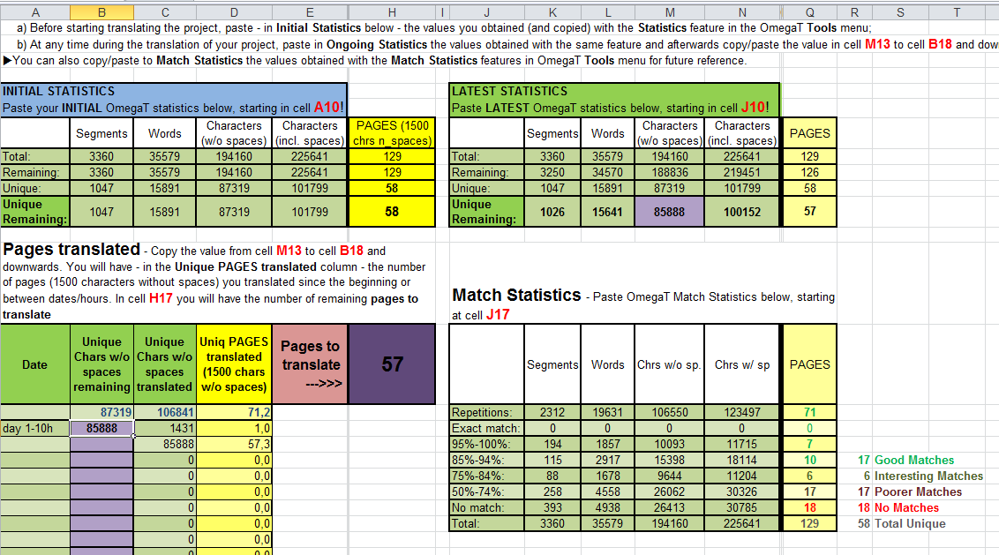 A B C D E H I J K L M N Q R S T
a) Before starting translating the project, paste - in Initial Statistics below - the values you obtained (and copied) with the Statistics feature in the OmegaT Tools menu;
b) At any time during the translation of your project, paste in Ongoing Statistics the values obtained with the same feature and afterwards copy/paste the value in cell M13 to cell B18 and dow
▶You can also copy/paste to Match Statistics the values obtained with the Match Statistics features in OmegaT Tools menu for future reference.
INITIAL STATISTICS
Paste your INITIAL OmegaT statistics below, starting in cell A10!
Segments Words Characters (w/o spaces) Characters (incl. spaces) PAGES (1500 chrs n_spaces)
Total: 3360 35579 194160 225641 129
Remaining: 3360 35579 194160 225641 129
Unique: 1047 15891 87319 101799 58
Unique Remaining: 1047 15891 87319 101799 58
LATEST STATISTICS
Paste LATEST OmegaT statistics below, starting in cell J10!
Segments Words Characters (w/o spaces) Characters (incl. spaces) PAGES
Total: 3360 35579 194160 225641 129
Remaining: 3250 34570 188836 219451 126
Unique: 1047 15891 87319 101799 58
Unique Remaining: 1026 15641 85888 100152 57
Pages translated - Copy the value from cell M13 to cell B18 and
downwards. You will have - in the Unique PAGES translated column - the number
of pages (1500 characters without spaces) you translated since the beginning or
between dates/hours. In cell H17 you will have the number of remaining pages to
translate
Date Unique Chars w/o spaces remaining Unique Chars w/o spaces translated Uniq PAGES translated (1500 chars w/o spaces) Pages to translate --->>> 57
87319 106841 71,2
day 1-10h 85888 1431 1,0
85888 57,3
0 0,0
0 0,0
0 0,0
0 0,0
0 0,0
0 0,0
0 0,0
Match Statistics - Paste OmegaT Match Statistics below, starting
at cell J17
Segments Words Chrs w/o sp. Chrs w/ sp PAGES
Repetitions: 2312 19631 106550 123497 71
Exact match: 0 0 0 0 0
95%-100%: 194 1857 10093 11715 7
85%-94%: 115 2917 15398 18114 10 17 Good Matches
75%-84%: 88 1678 9644 11204 6 6 Interesting Matches
50%-74%: 258 4558 26062 30326 17 17 Poorer Matches
No match: 393 4938 26413 30785 18 18 No Matches
Total: 3360 35579 194160 225641 129 58 Total Unique